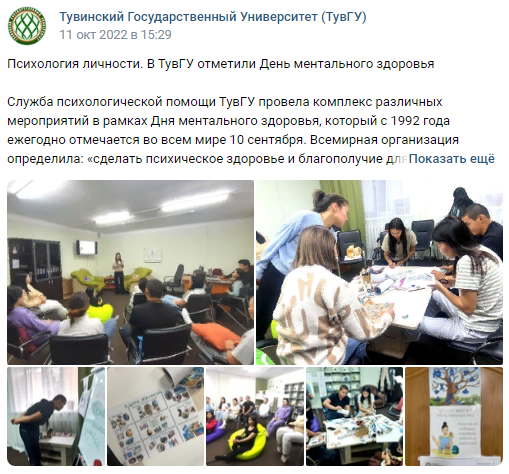 Тувинский Государственный Университет (ТувГУ)
11 окт 2022 в 15:29
Психология личности. В ТувГУ отметили День ментального здоровья
Служба психологической помощи ТувГУ провела комплекс различных
мероприятий в рамках Дня ментального здоровья, который с 1992 года
ежегодно отмечается во всем мире 10 сентября. Всемирная организация
определила: «сделать психическое здоровье и благополучие для Показать ещё